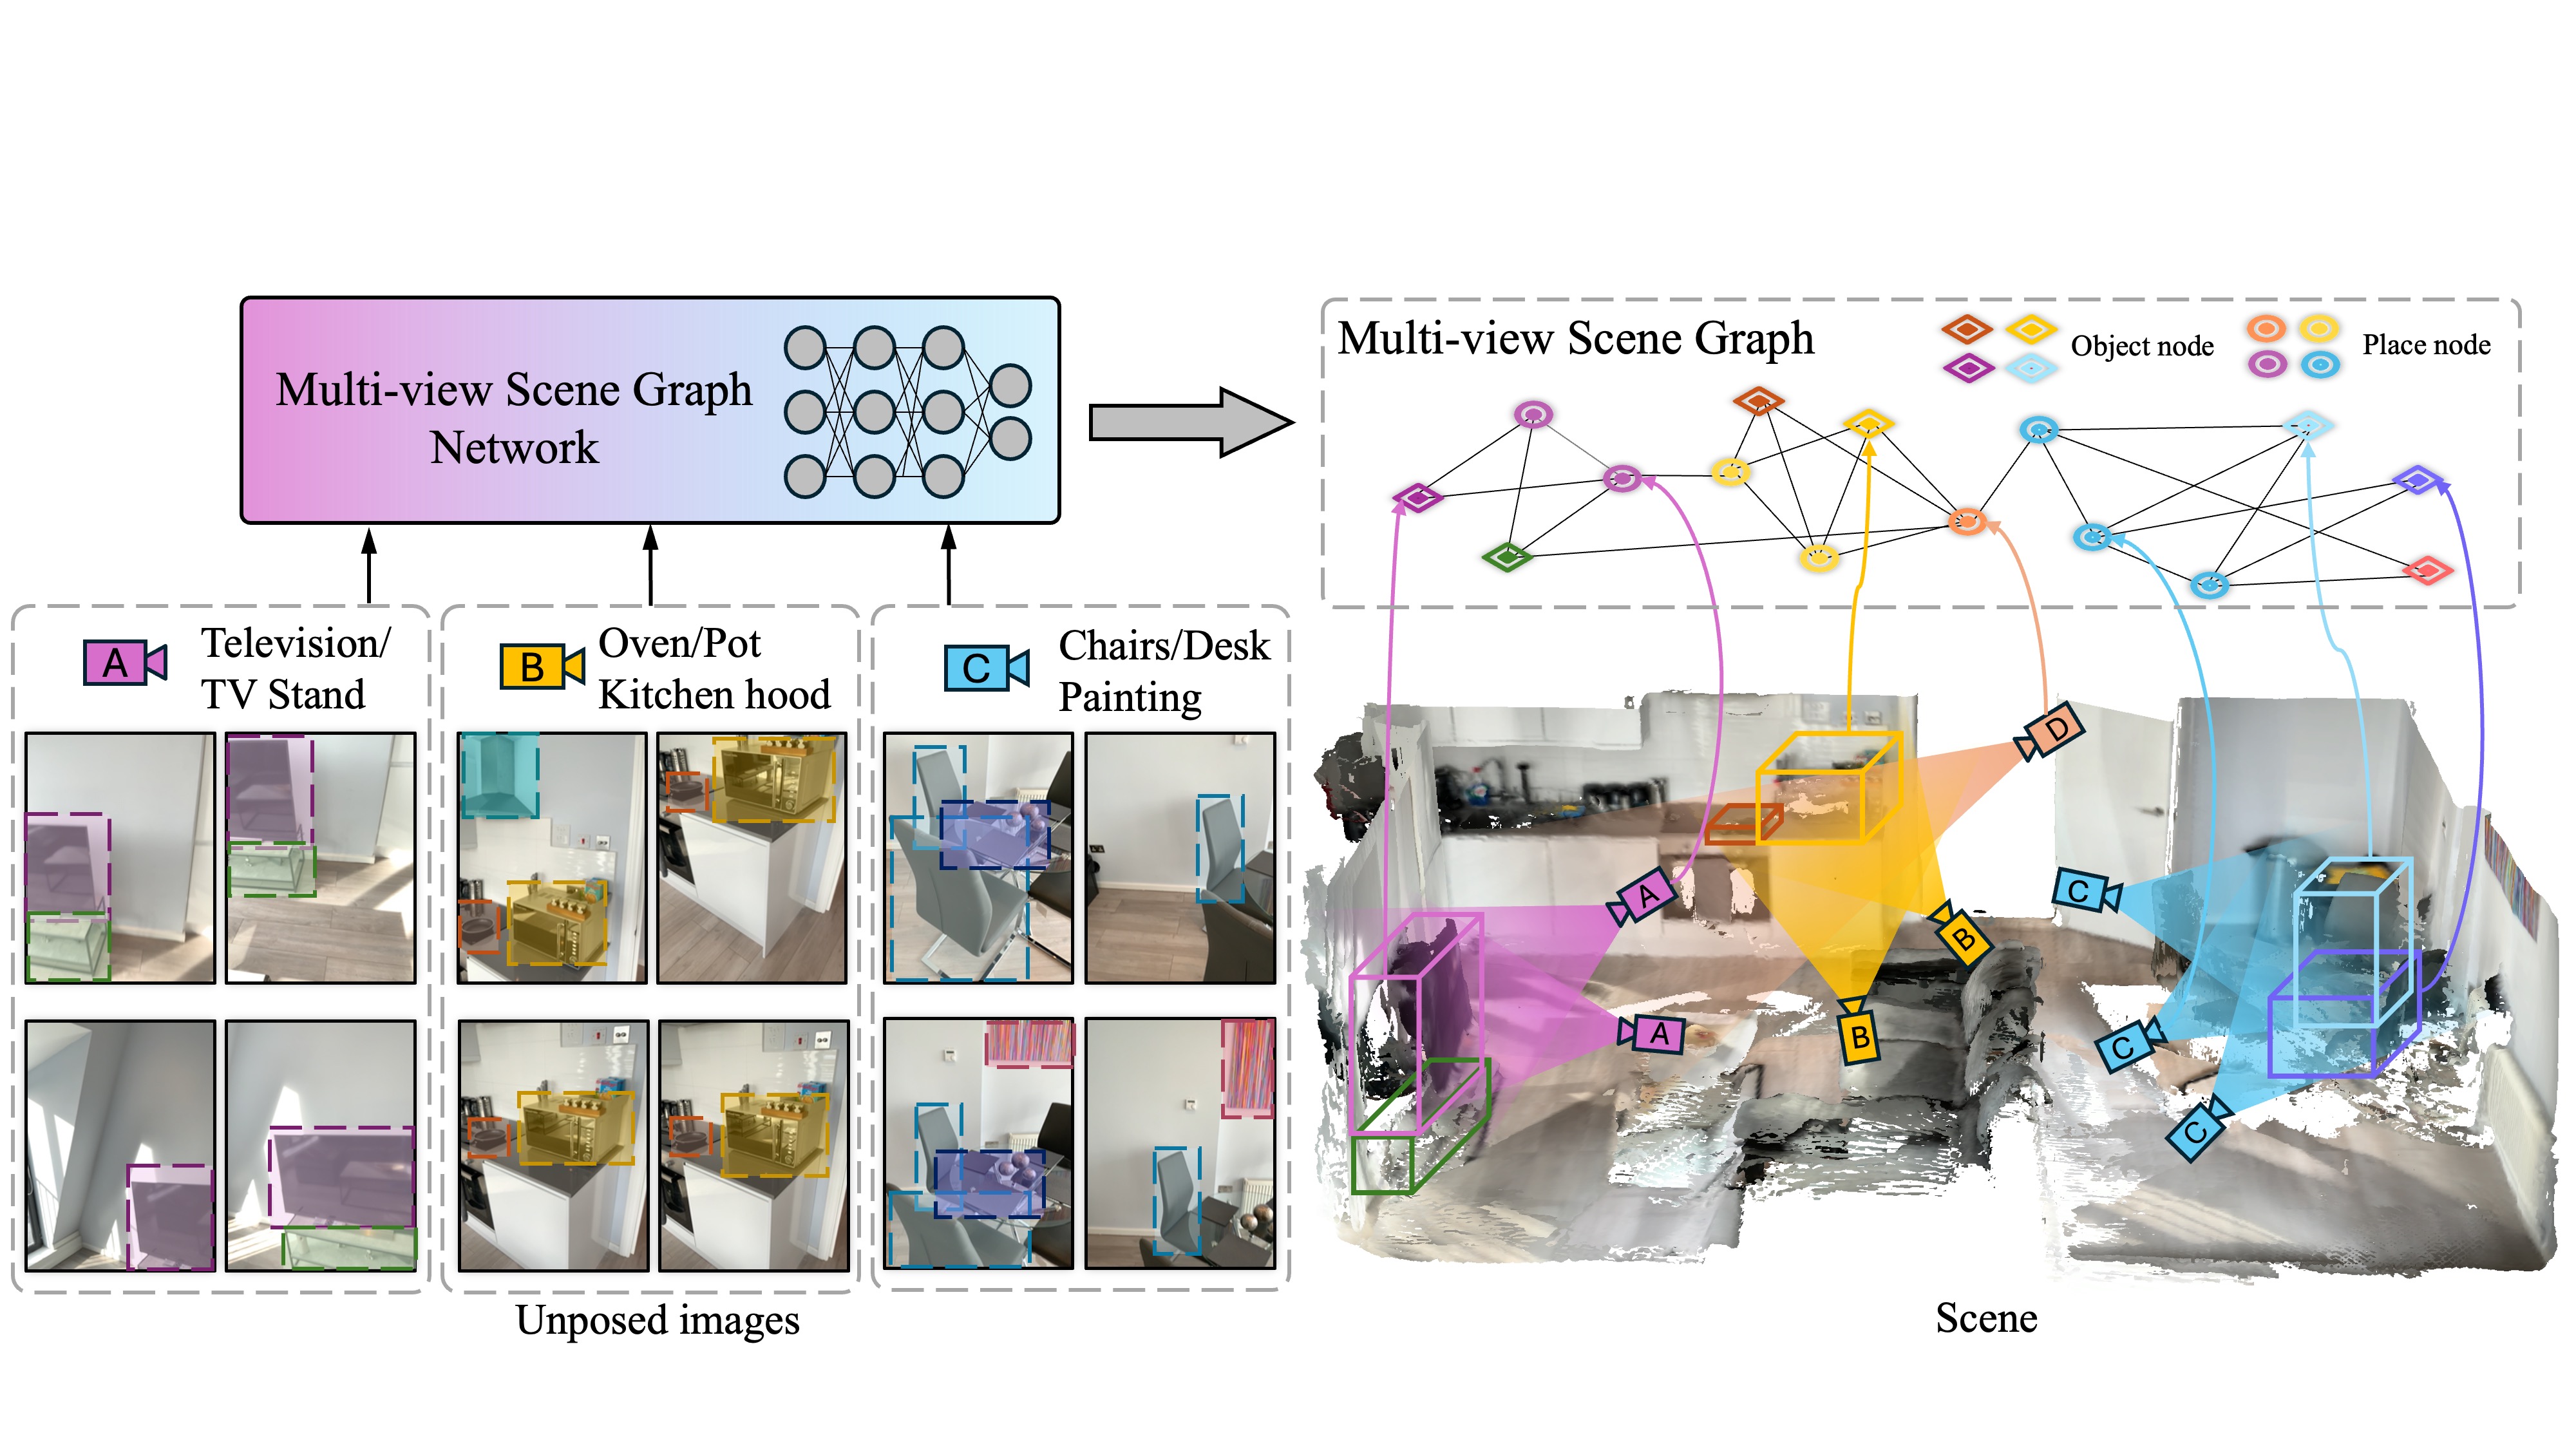 Multi-view Scene Graph
Network
A
Television/
TV Stand
B
Oven/Pot
Kitchen hood
C
Chairs/Desk
Painting
Unposed images
Multi-view Scene Graph
Object node
Place node
D
A
A
B
B
C
C
C
Scene